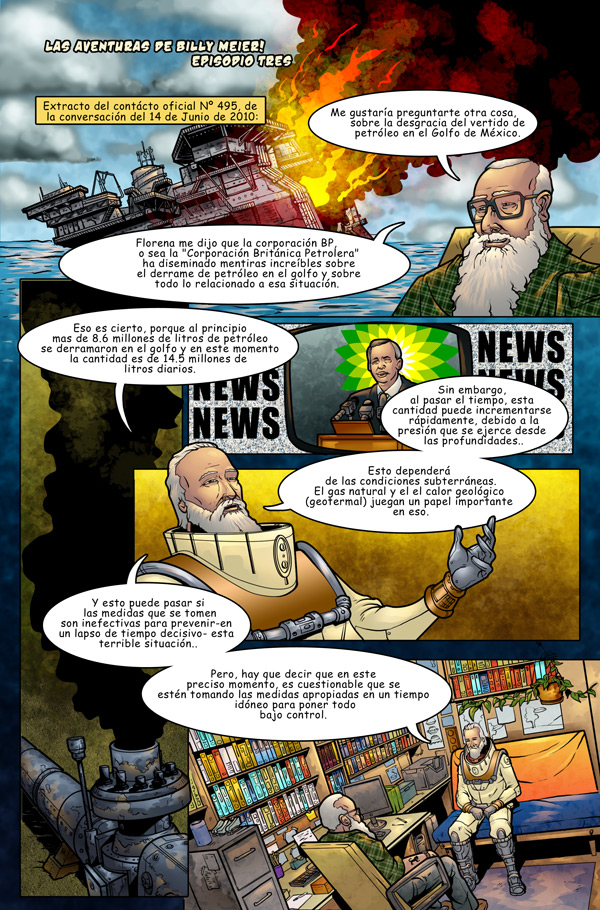 LAS AVENTURAS DE BILLY MEIER!
EPISODIO TRES
Extracto del contácto oficial Nº 495, de
la conversación del 14 de Junio de 2010:
Me gustaría preguntarte otra cosa,
sobre la desgracia del vertido de
petróleo en el Golfo de México.
Florena me dijo que la corporación BP,
o sea la "Corporación Británica Petrolera"
ha diseminado mentiras increíbles sobre
el derrame de petróleo en el golfo y sobre
todo lo relacionado a esa situación.
Eso es cierto, porque al principio
mas de 8.6 millones de litros de petróleo
se derramaron en el golfo y en este momento
la cantidad es de 14.5 millones de
litros diarios.
NEWS
NEWS
NEWS
NEWS
Sin embargo,
al pasar el tiempo, esta
cantidad puede incrementarse
rápidamente, debido a la
presión que se ejerce desde
las profundidades..
Esto dependerá
de las condiciones subterráneas.
El gas natural y el el calor geológico
(geotermal) juegan un papel importante
en eso.
Y esto puede pasar si
las medidas que se tomen
son inefectivas para prevenir-en
un lapso de tiempo decisivo- esta
terrible situación..
Pero, hay que decir que en este
preciso momento, es cuestionable que se
estén tomando las medidas apropiadas en un tiempo
idóneo para poner todo
bajo control.